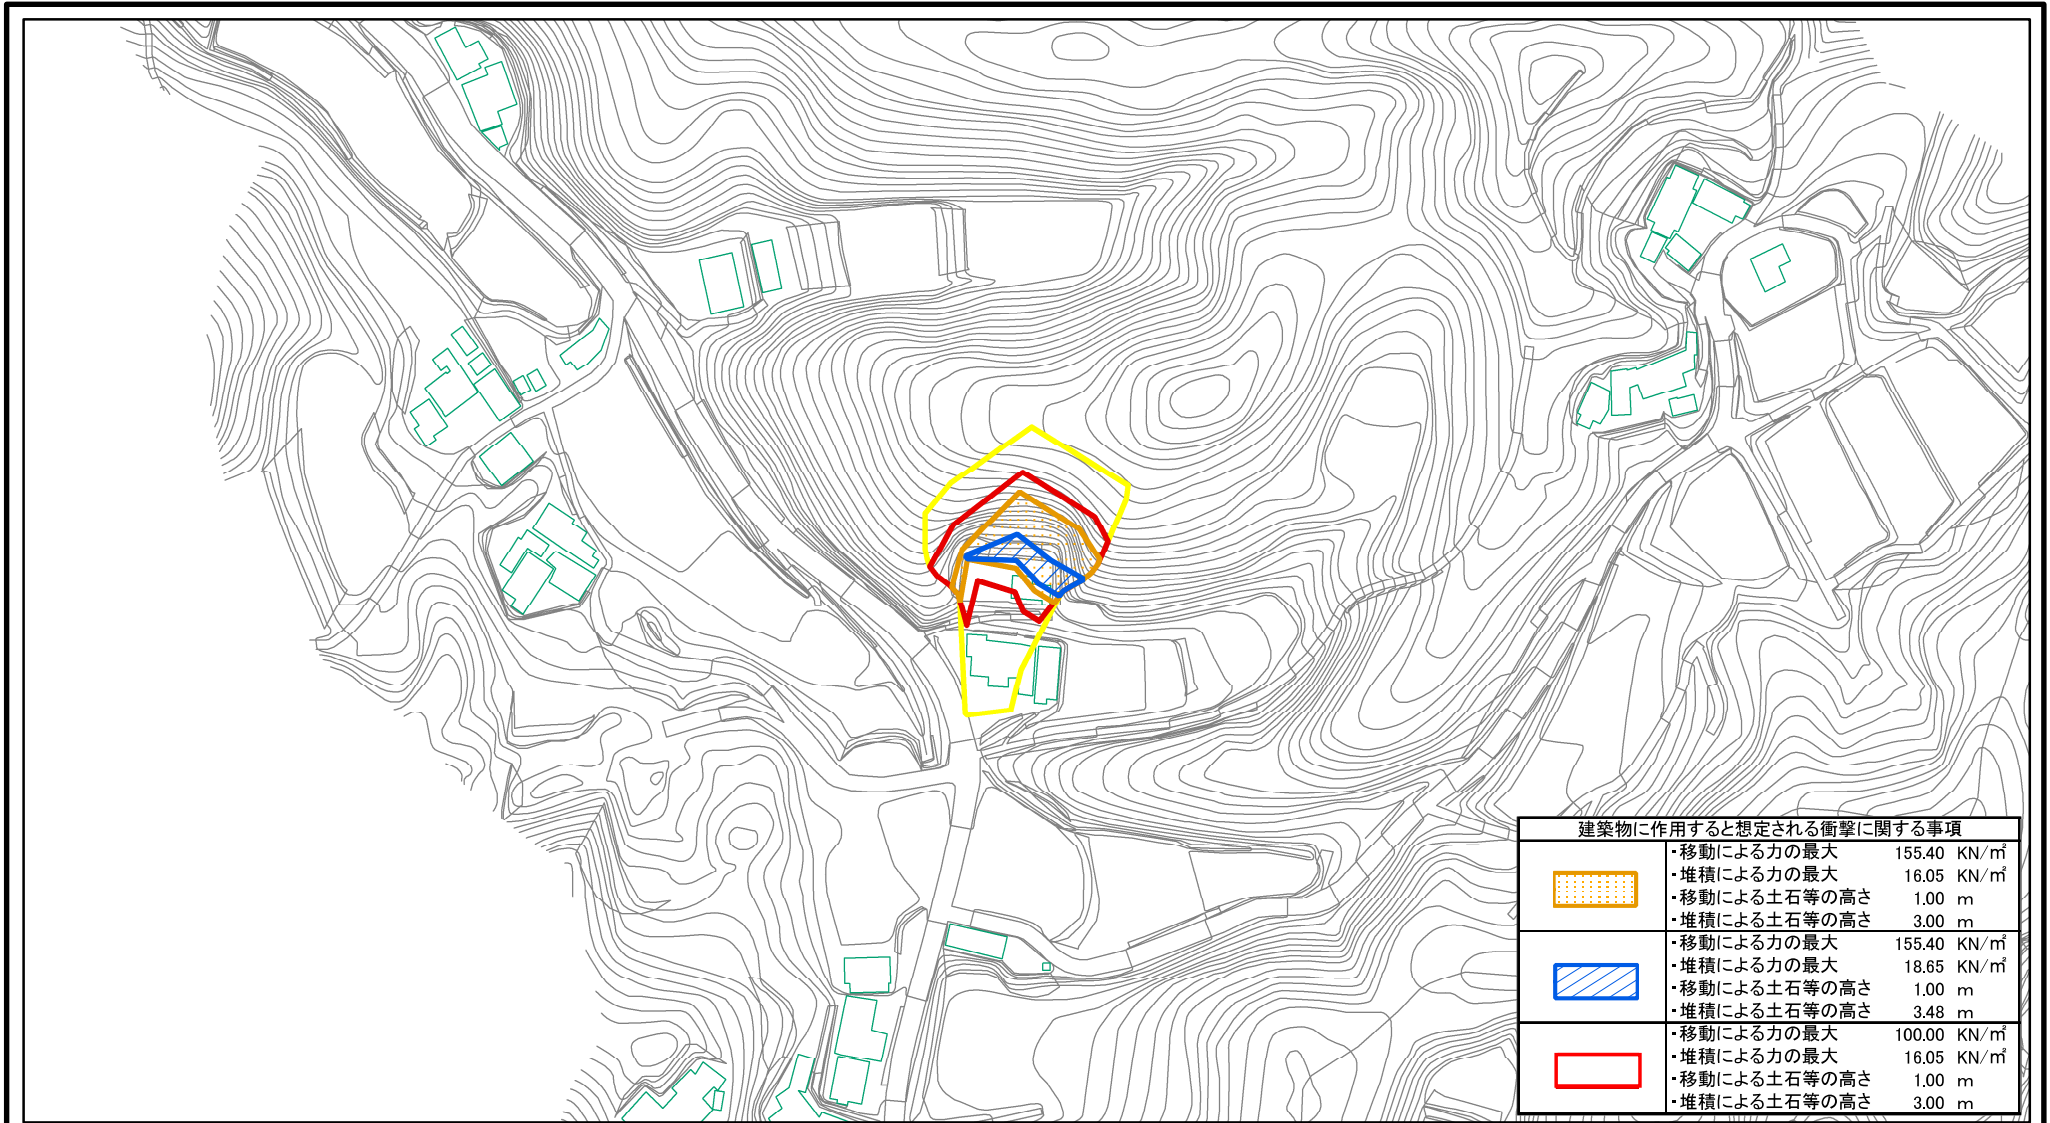 建築物に作用すると想定される衝撃に関する事項
・移動による力の最大 155.40 KN/㎡
・堆積による力の最大 16.05 KN/㎡
・移動による土石等の高さ 1.00 m
・堆積による土石等の高さ 3.00 m
・移動による力の最大 155.40 KN/㎡
・堆積による力の最大 18.65 KN/㎡
・移動による土石等の高さ 1.00 m
・堆積による土石等の高さ 3.48 m
・移動による力の最大 100.00 KN/㎡
・堆積による力の最大 16.05 KN/㎡
・移動による土石等の高さ 1.00 m
・堆積による土石等の高さ 3.00 m